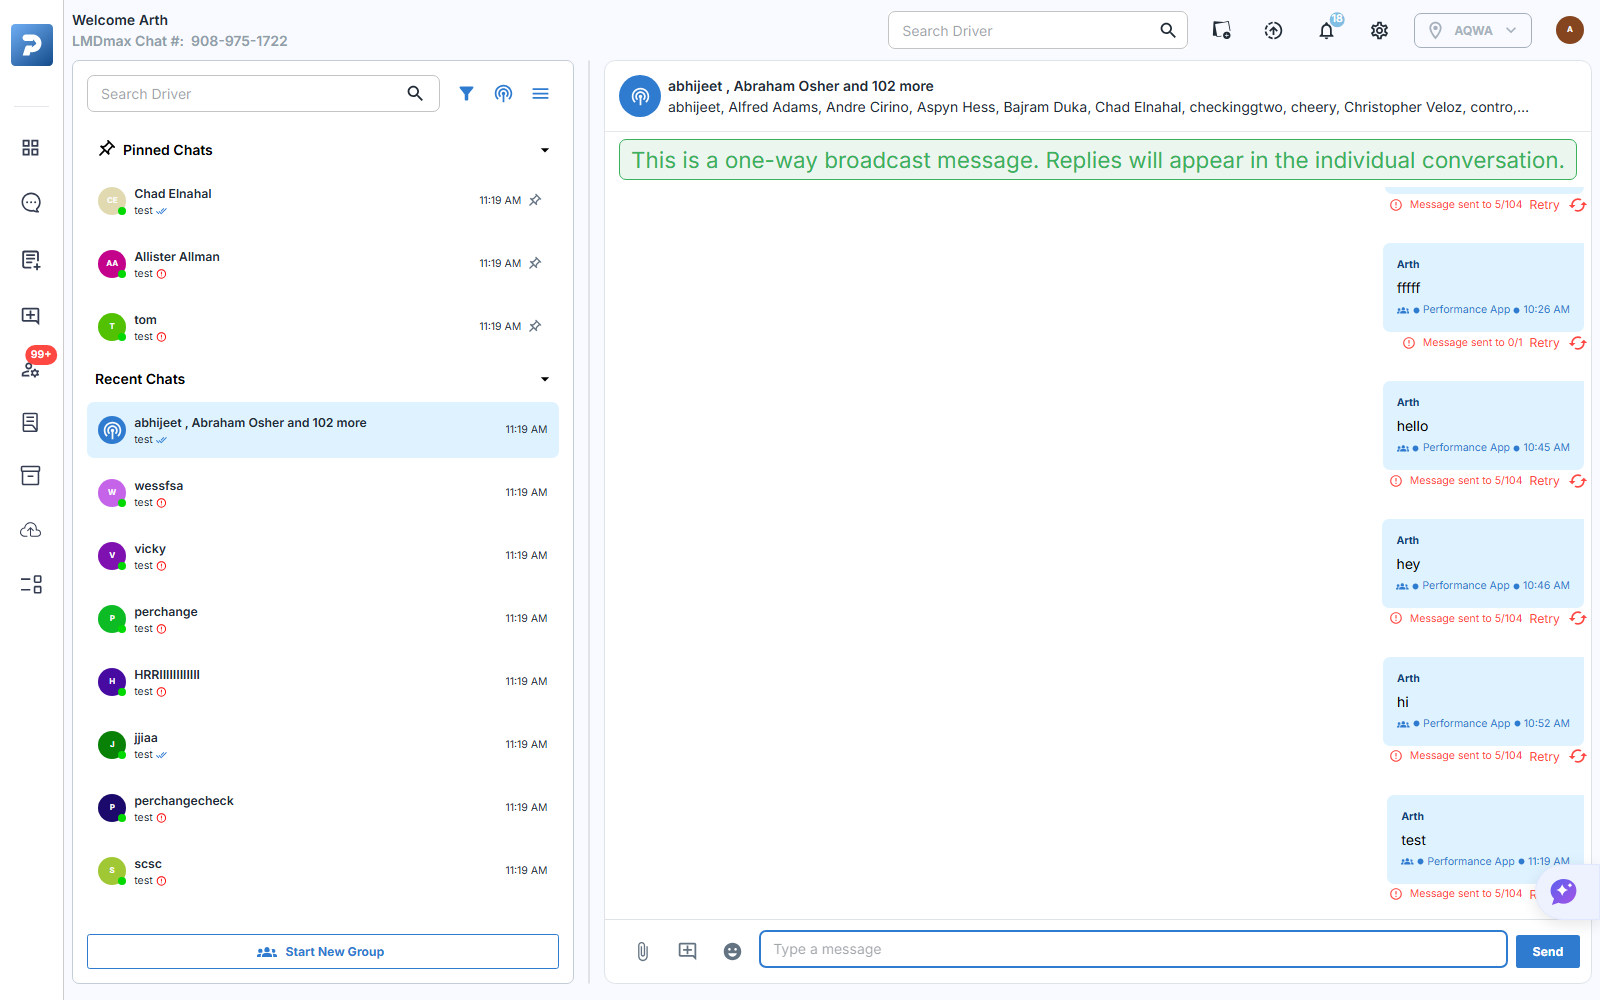 Welcome Arth
LMDmax Chat #: 908-975-1722
Search Driver
18
AQWA
A
Search Driver
Pinned Chats
CE
Chad Elnahal
test
11:19 AM
AA
Allister Allman
test
11:19 AM
T
tom
test
11:19 AM
99+
Recent Chats
abhijeet , Abraham Osher and 102 more
test
11:19 AM
W
wessfsa
test
11:19 AM
V
vicky
test
11:19 AM
P
perchange
test
11:19 AM
H
test
11:19 AM
J
jjiaa
test
11:19 AM
P
perchangecheck
test
11:19 AM
S
scsc
test
11:19 AM
Start New Group
abhijeet , Abraham Osher and 102 more
abhijeet, Alfred Adams, Andre Cirino, Aspyn Hess, Bajram Duka, Chad Elnahal, checkinggtwo, cheery, Christopher Veloz, contro,...
This is a one-way broadcast message. Replies will appear in the individual conversation.
Message sent to 5/104 Retry
Arth
fffff
Performance App ● 10:26 AM
Message sent to 0/1 Retry
Arth
hello
Performance App ● 10:45 AM
Message sent to 5/104 Retry
Arth
hey
Performance App ● 10:46 AM
Message sent to 5/104 Retry
Arth
hi
Performance App ● 10:52 AM
Message sent to 5/104 Retry
Arth
test
Performance App ● 11:19 AM
Message sent to 5/104
Type a message
Send